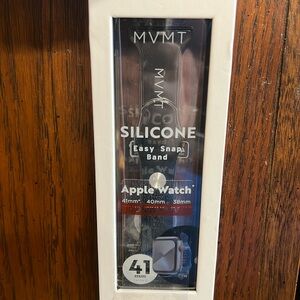 MVMT
MVMT
SILICONE
Easy Snap
Band
Apple Watch*
41mm* 40mm 38mm
41